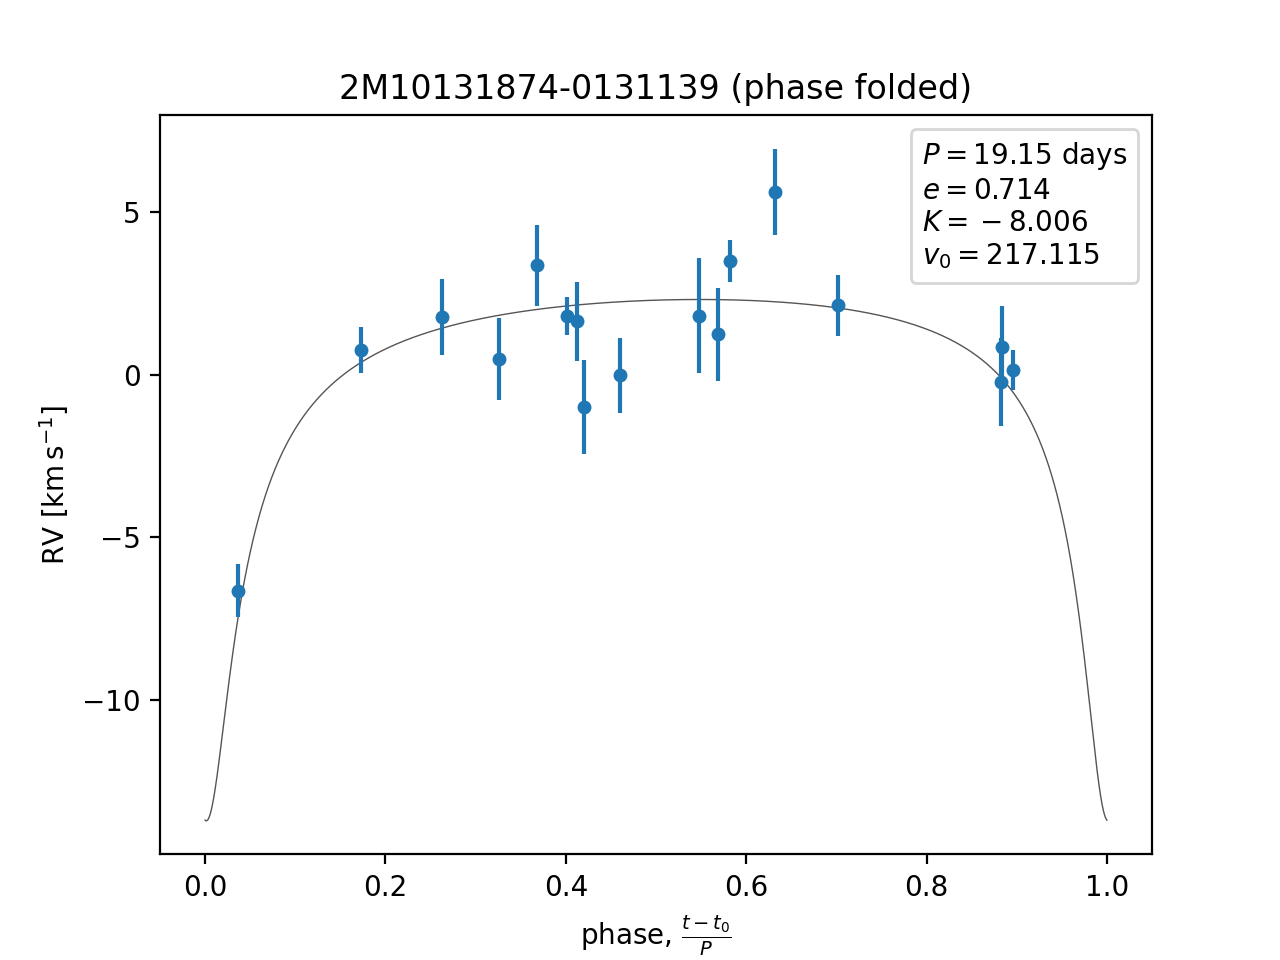 2M10131874-0131139 (phase folded)
P = 19.15 days
e = 0.714
K = −8.006
v₀ = 217.115
5
0
−5
−10
RV [km s⁻¹]
0.0 0.2 0.4 0.6 0.8 1.0
phase, (t − t₀)/P